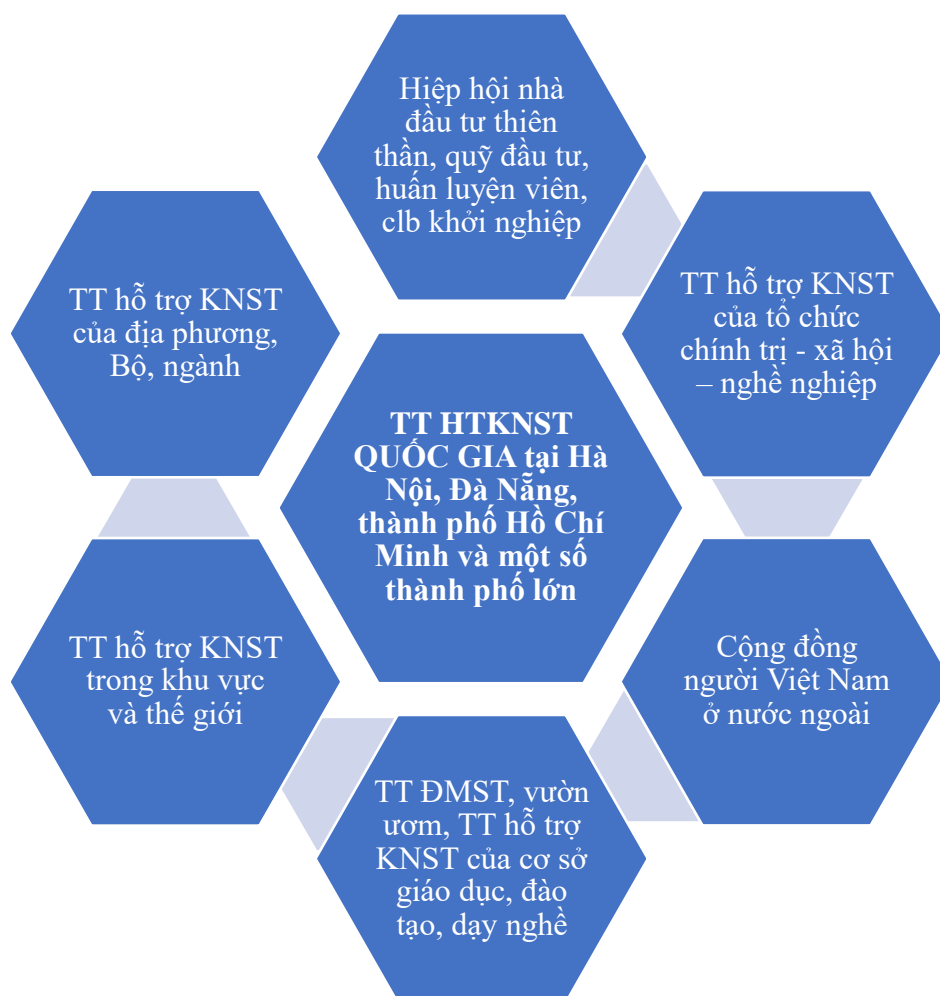 Hiệp hội nhà
đầu tư thiên
thần, quỹ đầu tư,
huấn luyện viên,
clb khởi nghiệp
TT hỗ trợ KNST
của địa phương,
Bộ, ngành
TT hỗ trợ KNST
của tổ chức
chính trị - xã hội
– nghề nghiệp
TT HTKNST
QUỐC GIA tại Hà
Nội, Đà Nẵng,
thành phố Hồ Chí
Minh và một số
thành phố lớn
TT hỗ trợ KNST
trong khu vực
và thế giới
Cộng đồng
người Việt Nam
ở nước ngoài
TT ĐMST, vườn
ươm, TT hỗ trợ
KNST của cơ sở
giáo dục, đào
tạo, dạy nghề